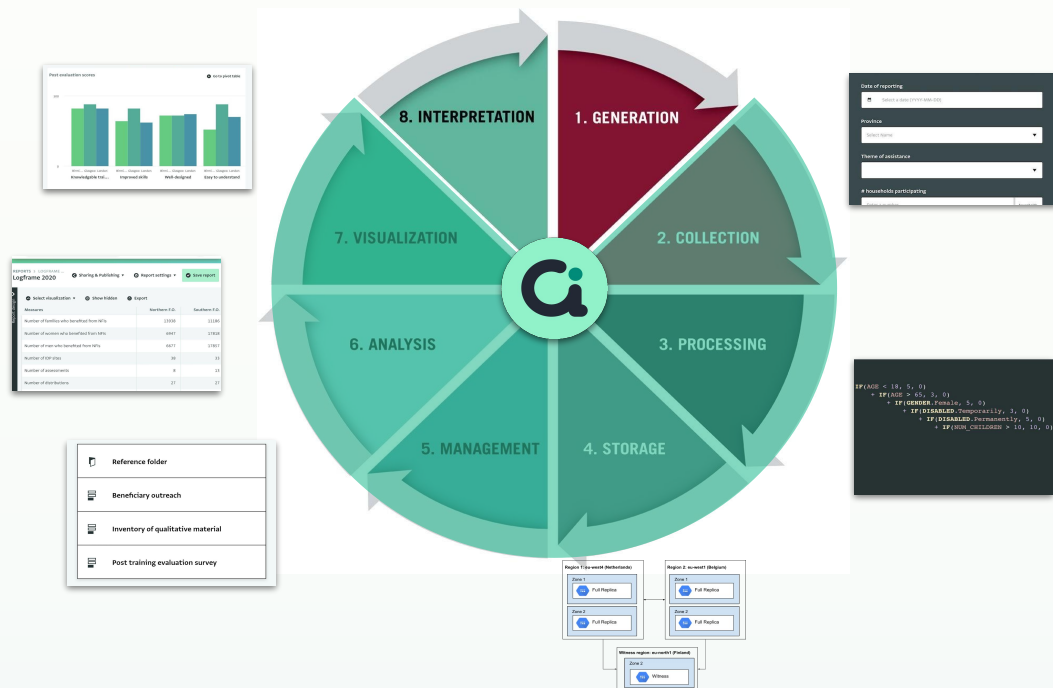 Post evaluation scores
Go to pivot table
Knowledgable trai...
Improved skills
Well-designed
Easy to understand
8. INTERPRETATION
1. GENERATION
7. VISUALIZATION
2. COLLECTION
6. ANALYSIS
3. PROCESSING
5. MANAGEMENT
4. STORAGE
Date of reporting
Select a date (YYYY-MM-DD)
Province
Select Name
Theme of assistance
# households participating
REPORTS
Logframe 2020
Sharing & Publishing
Report settings
Save report
Select visualization
Show hidden
Export
Measures Northern F.O. Southern F.O.
Number of families who benefited from NFIs
Number of women who benefited from NFIs
Number of men who benefited from NFIs
Number of IDP sites
Number of assessments
Number of distributions 27 27
IF(AGE < 18, 5, 0)
+ IF(AGE > 65, 3, 0)
+ IF(GENDER.Female, 5, 0)
+ IF(DISABLED.Temporarily, 3, 0)
+ IF(DISABLED.Permanently, 5, 0)
+ IF(NUM_CHILDREN > 10, 10, 0)
Reference folder
Beneficiary outreach
Inventory of qualitative material
Post training evaluation survey
Region 1: eu-west4 (Netherlands)
Zone 1
Full Replica
Zone 2
Full Replica
Region 2: eu-west1 (Belgium)
Zone 1
Full Replica
Zone 2
Full Replica
Witness region: eu-north1 (Finland)
Zone 2
Witness